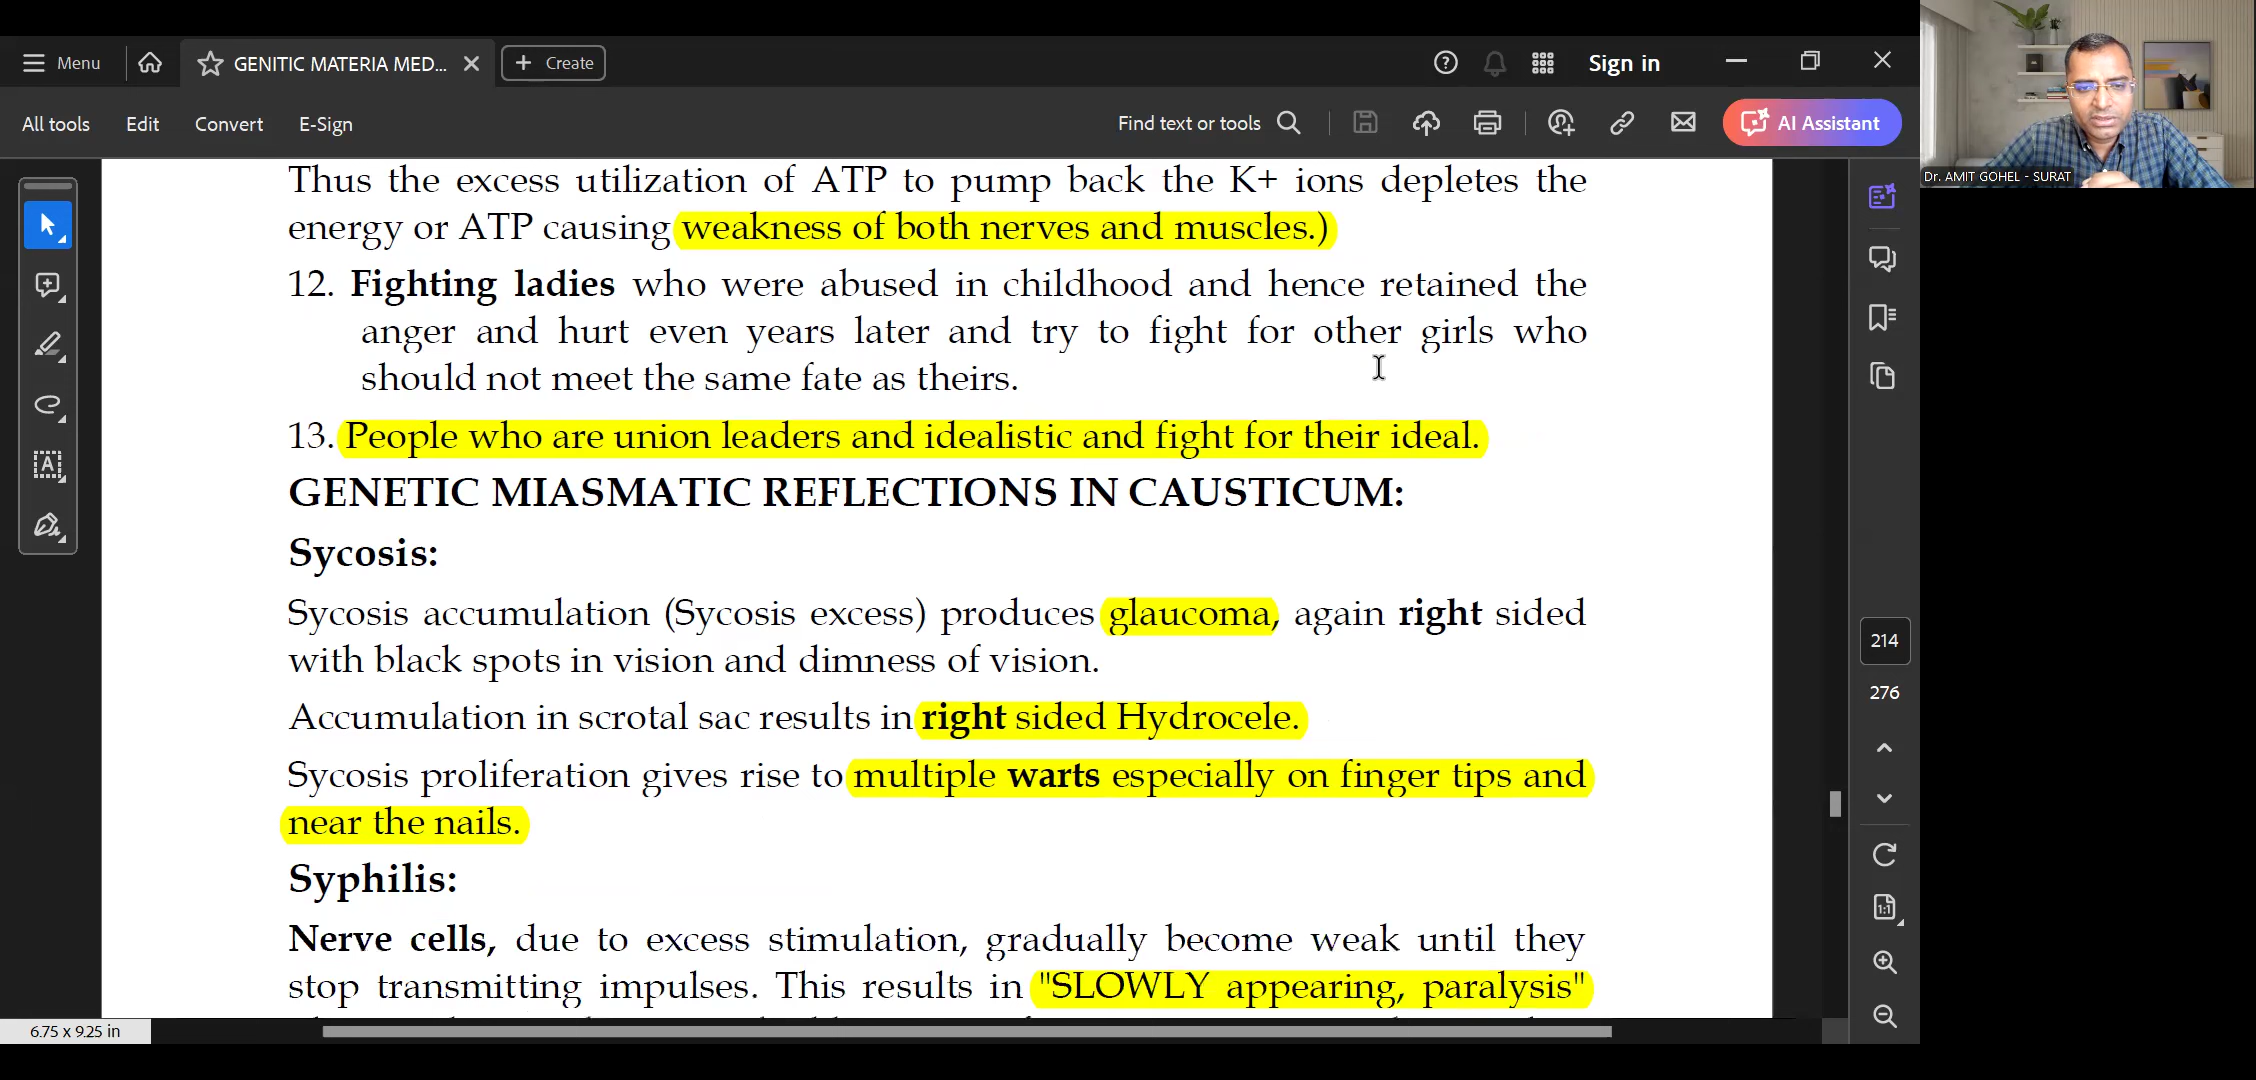 Menu
GENITIC MATERIA MED...
Create
Sign in
All tools
Edit
Convert
E-Sign
Find text or tools
AI Assistant
Dr. AMIT GOHEL - SURAT
Thus the excess utilization of ATP to pump back the K+ ions depletes the
energy or ATP causing weakness of both nerves and muscles.)
12. Fighting ladies who were abused in childhood and hence retained the
anger and hurt even years later and try to fight for other girls who
should not meet the same fate as theirs.
13. People who are union leaders and idealistic and fight for their ideal.
GENETIC MIASMATIC REFLECTIONS IN CAUSTICUM:
Sycosis:
Sycosis accumulation (Sycosis excess) produces glaucoma, again right sided
with black spots in vision and dimness of vision.
Accumulation in scrotal sac results in right sided Hydrocele.
Sycosis proliferation gives rise to multiple warts especially on finger tips and
near the nails.
Syphilis:
Nerve cells, due to excess stimulation, gradually become weak until they
stop transmitting impulses. This results in "SLOWLY appearing, paralysis"
214
276
1:1
6.75 x 9.25 in